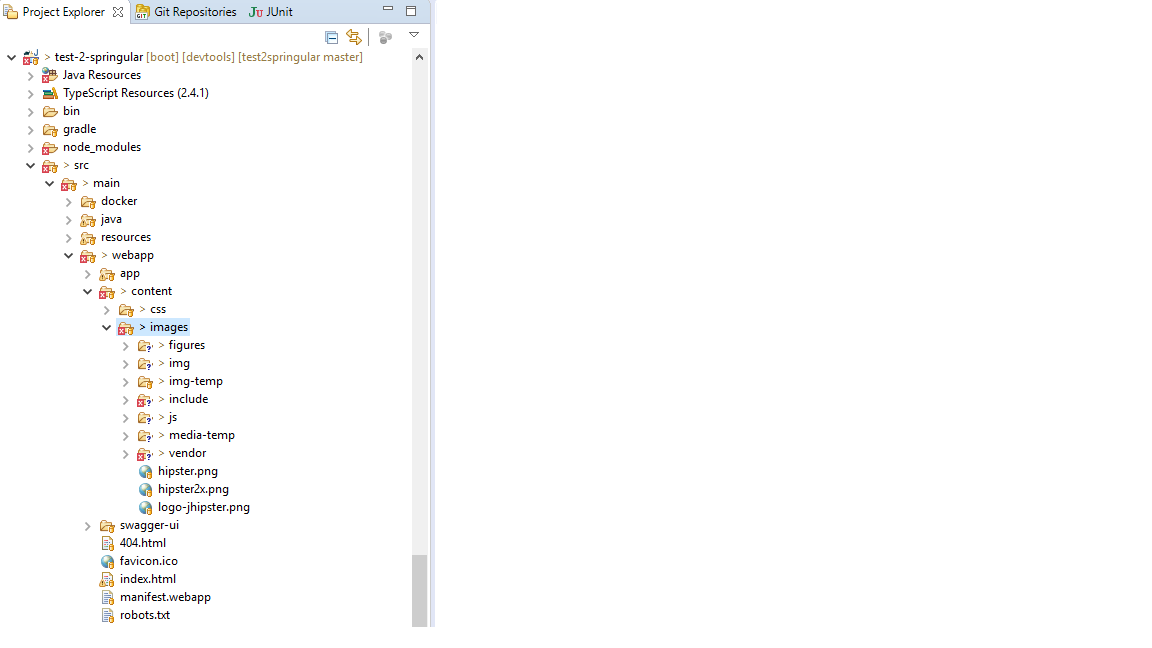 Project Explorer Git Repositories JUnit
> test-2-springular [boot] [devtools] [test2springular master]
Java Resources
TypeScript Resources (2.4.1)
bin
gradle
node_modules
> src
> main
docker
java
resources
> webapp
app
> content
> css
> images
> figures
> img
> img-temp
> include
> js
> media-temp
> vendor
hipster.png
hipster2x.png
logo-jhipster.png
swagger-ui
404.html
favicon.ico
index.html
manifest.webapp
robots.txt